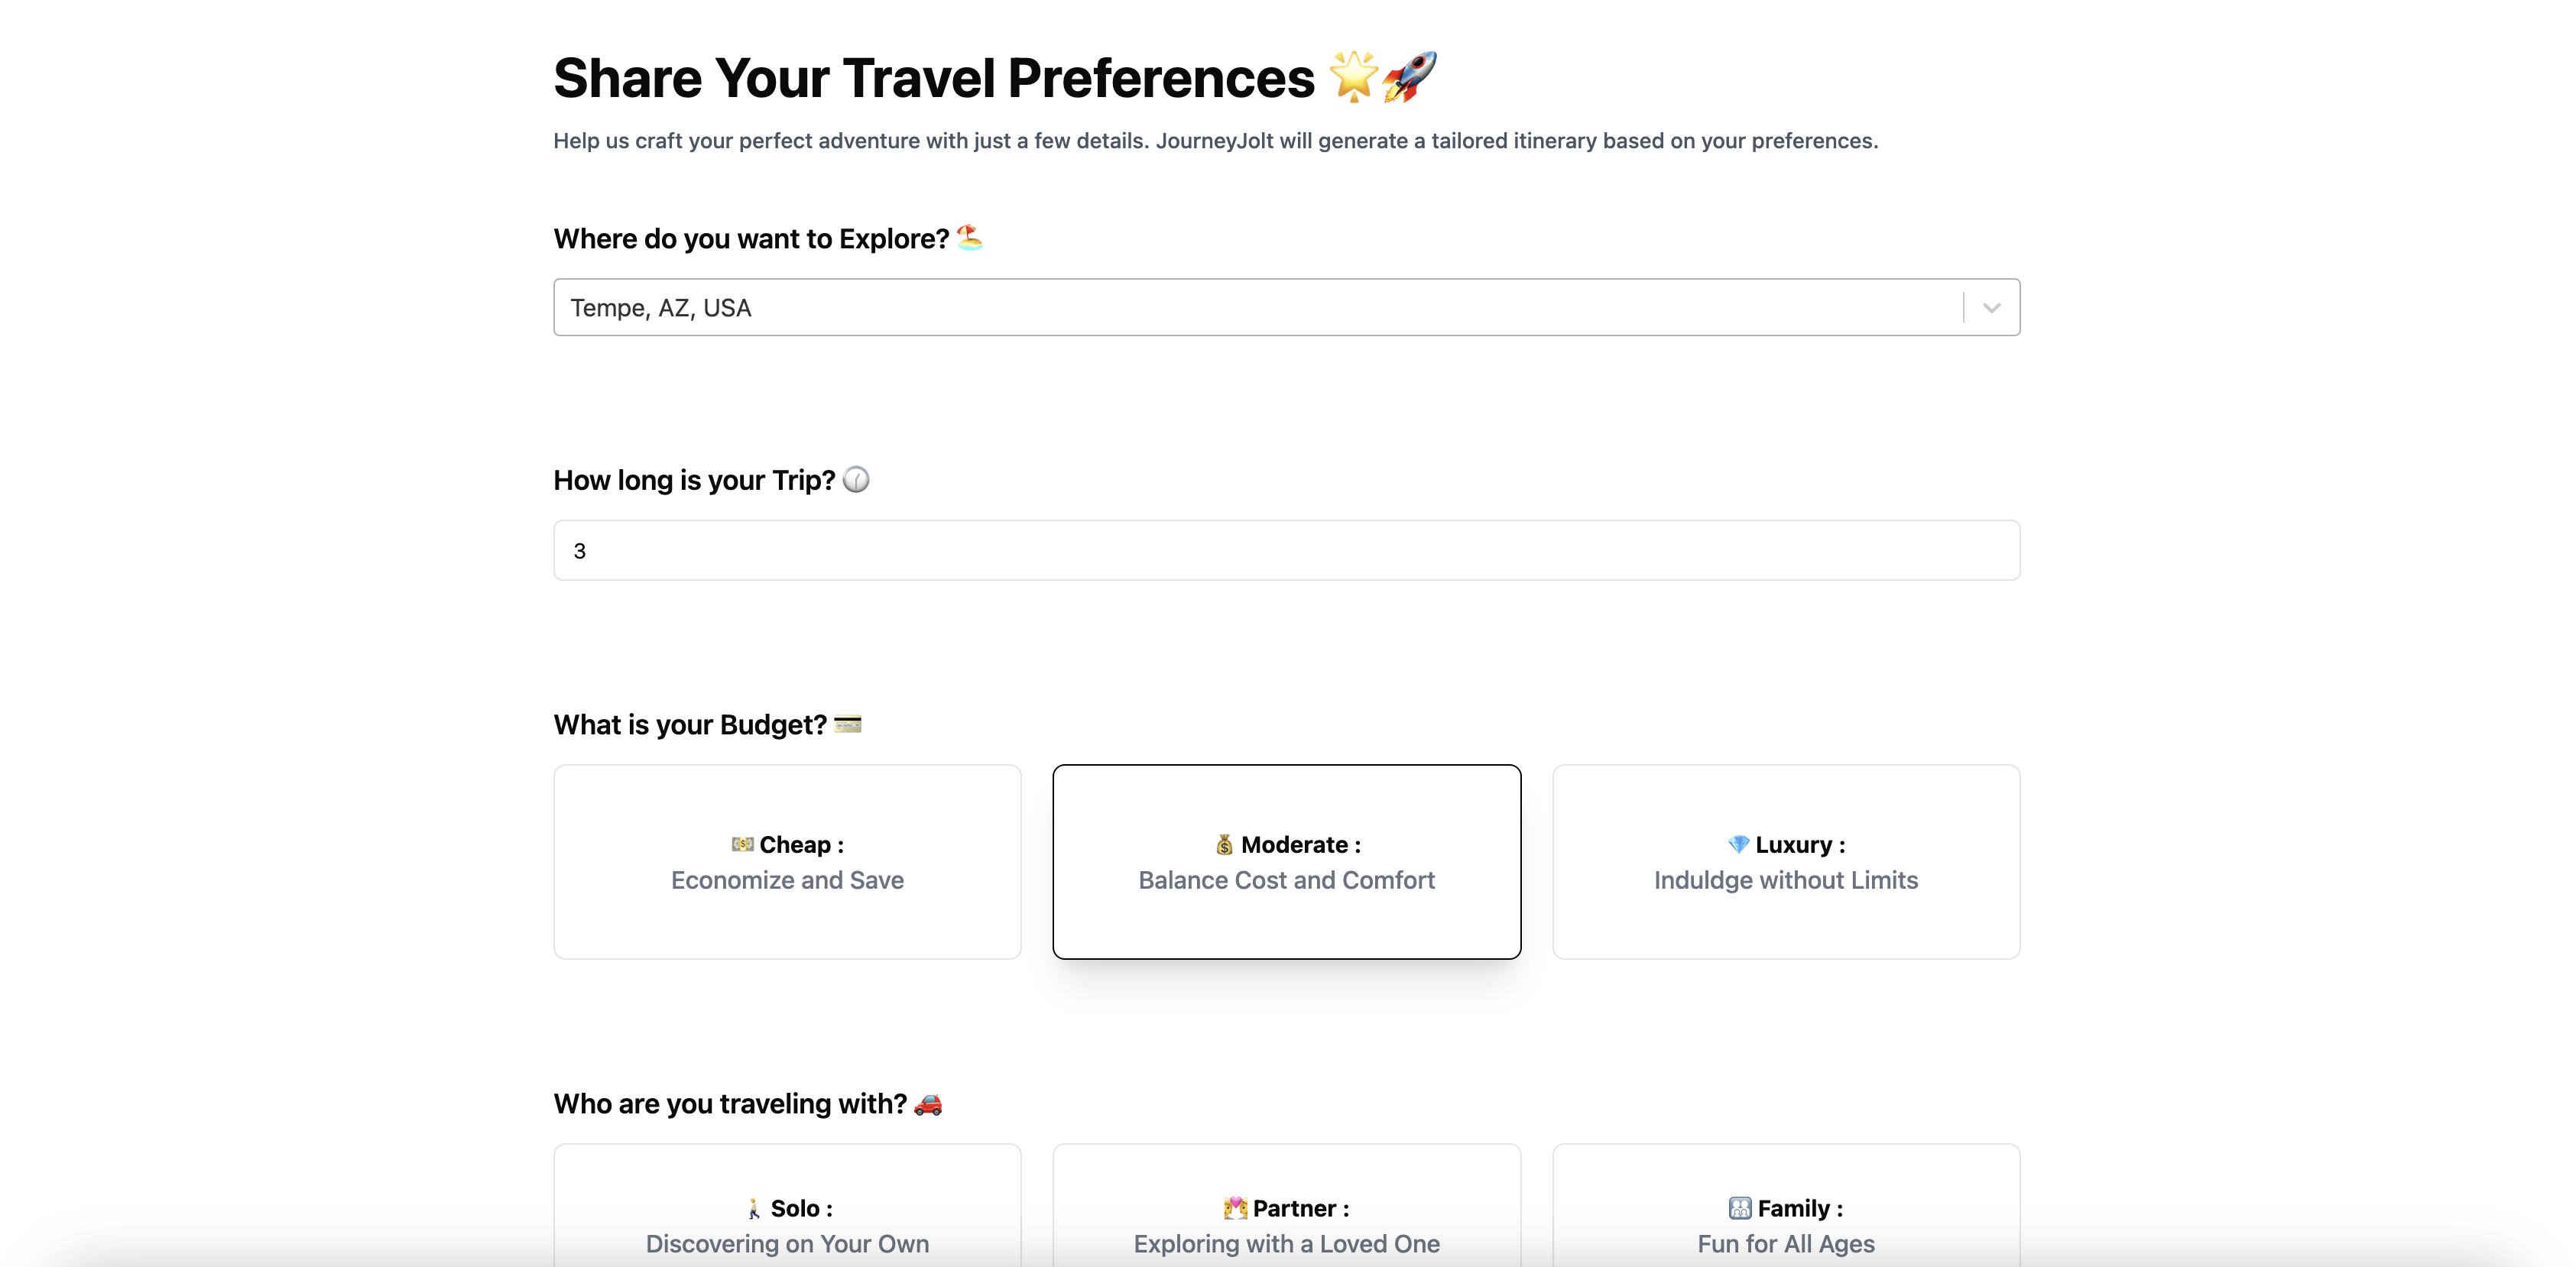 Share Your Travel Preferences 🌟🚀
Help us craft your perfect adventure with just a few details. JourneyJolt will generate a tailored itinerary based on your preferences.
Where do you want to Explore? 🏖️
Tempe, AZ, USA
How long is your Trip? 🕜
3
What is your Budget? 💳
💵 Cheap :
Economize and Save
💰 Moderate :
Balance Cost and Comfort
💎 Luxury :
Induldge without Limits
Who are you traveling with? 🚗
🚶 Solo :
Discovering on Your Own
💑 Partner :
Exploring with a Loved One
👨‍👩‍👧‍👦 Family :
Fun for All Ages